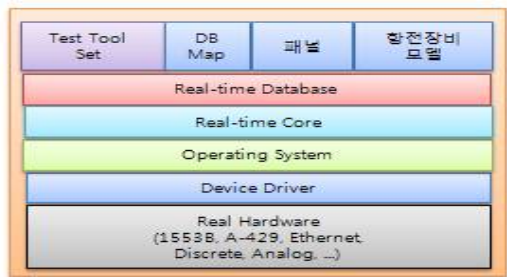 Test Tool
Set
DB
Map
패널
항전장비
모델
Real-time Database
Real-time Core
Operating System
Device Driver
Real Hardware
(1553B, A-429, Ethernet,
Discrete, Analog, ...)